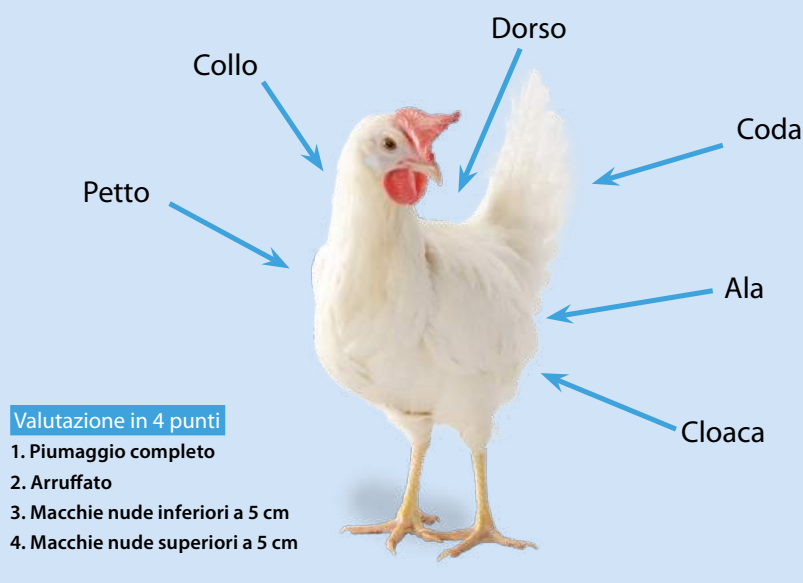 Dorso
Collo
Coda
Petto
Ala
Cloaca
Valutazione in 4 punti
1. Piumaggio completo
2. Arruffato
3. Macchie nude inferiori a 5 cm
4. Macchie nude superiori a 5 cm